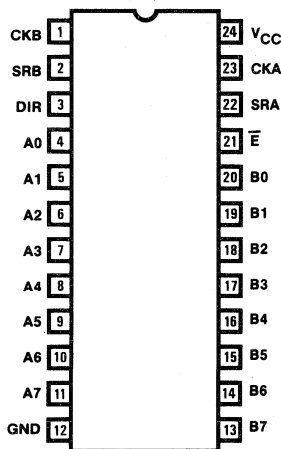 CKB 1 24 VCC
SRB 2 23 CKA
DIR 3 22 SRA
A0 4 21 E̅
A1 5 20 B0
A2 6 19 B1
A3 7 18 B2
A4 8 17 B3
A5 9 16 B4
A6 10 15 B5
A7 11 14 B6
GND 12 13 B7